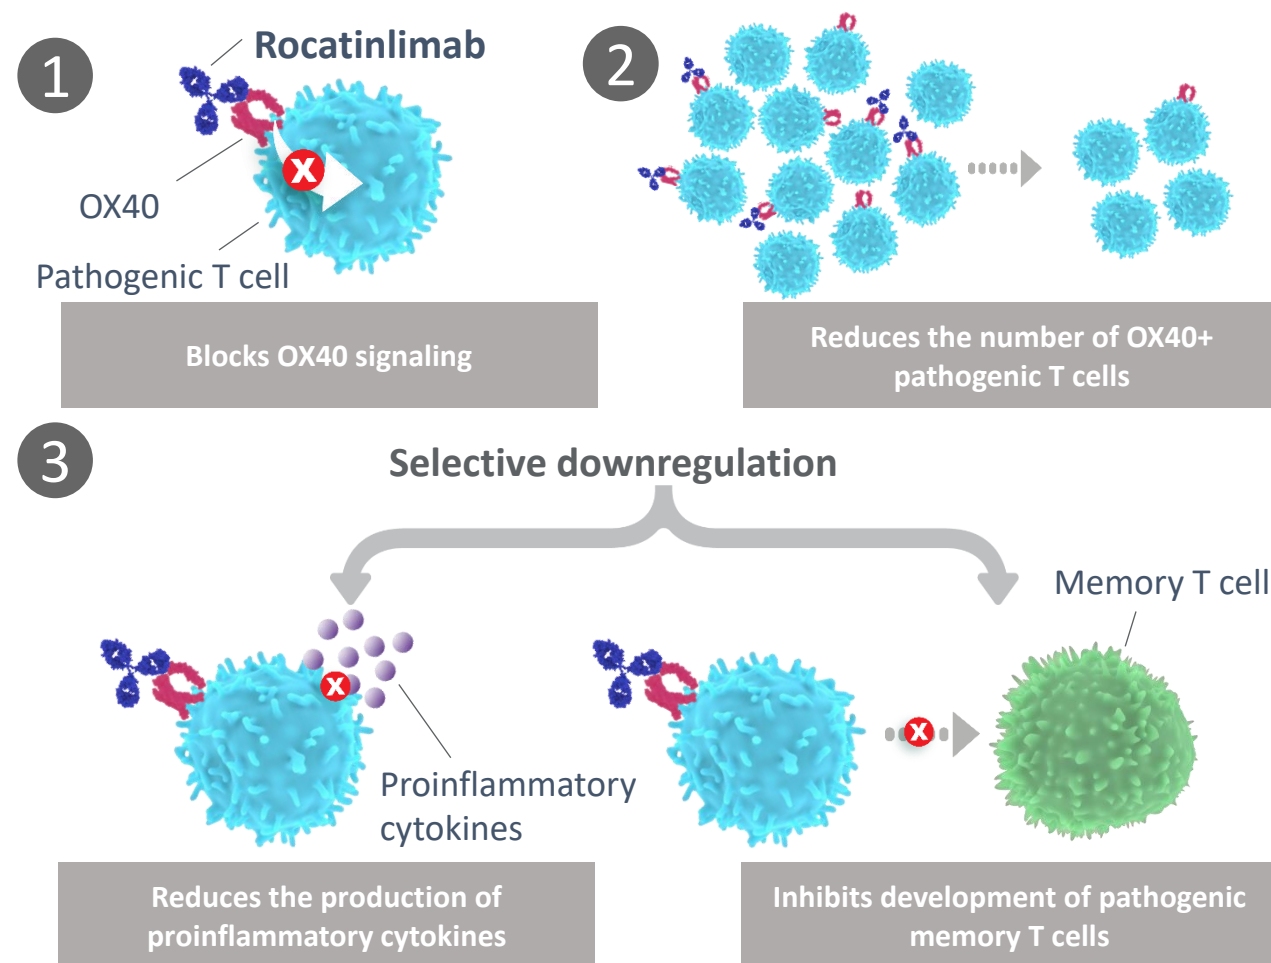 1
Rocatinlimab
OX40
Pathogenic T cell
Blocks OX40 signaling
2
Reduces the number of OX40+
pathogenic T cells
3
Selective downregulation
X
Proinflammatory
cytokines
Reduces the production of
proinflammatory cytokines
X
Memory T cell
Inhibits development of pathogenic
memory T cells